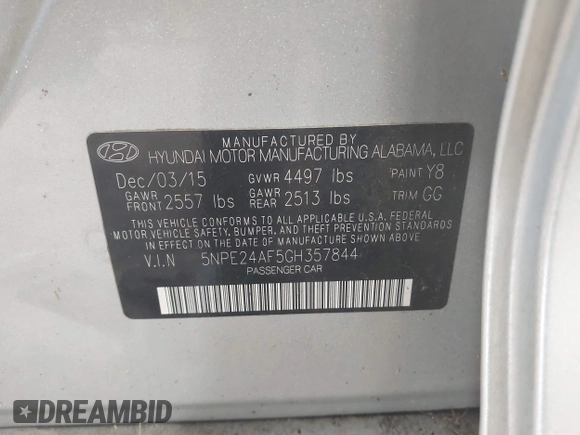 MANUFACTURED BY
HYUNDAI MOTOR MANUFACTURING ALABAMA, LLC
Dec/03/15 GVWR 4497 lbs PAINT Y8
GAWR FRONT 2557 lbs GAWR REAR 2513 lbs TRIM GG
THIS VEHICLE CONFORMS TO ALL APPLICABLE U.S.A. FEDERAL
MOTOR VEHICLE SAFETY, BUMPER, AND THEFT PREVENTION STANDARDS
IN EFFECT ON THE DATE OF MANUFACTURE SHOWN ABOVE.
V.I.N 5NPE24AF5GH357844
PASSENGER CAR
DREAMBID